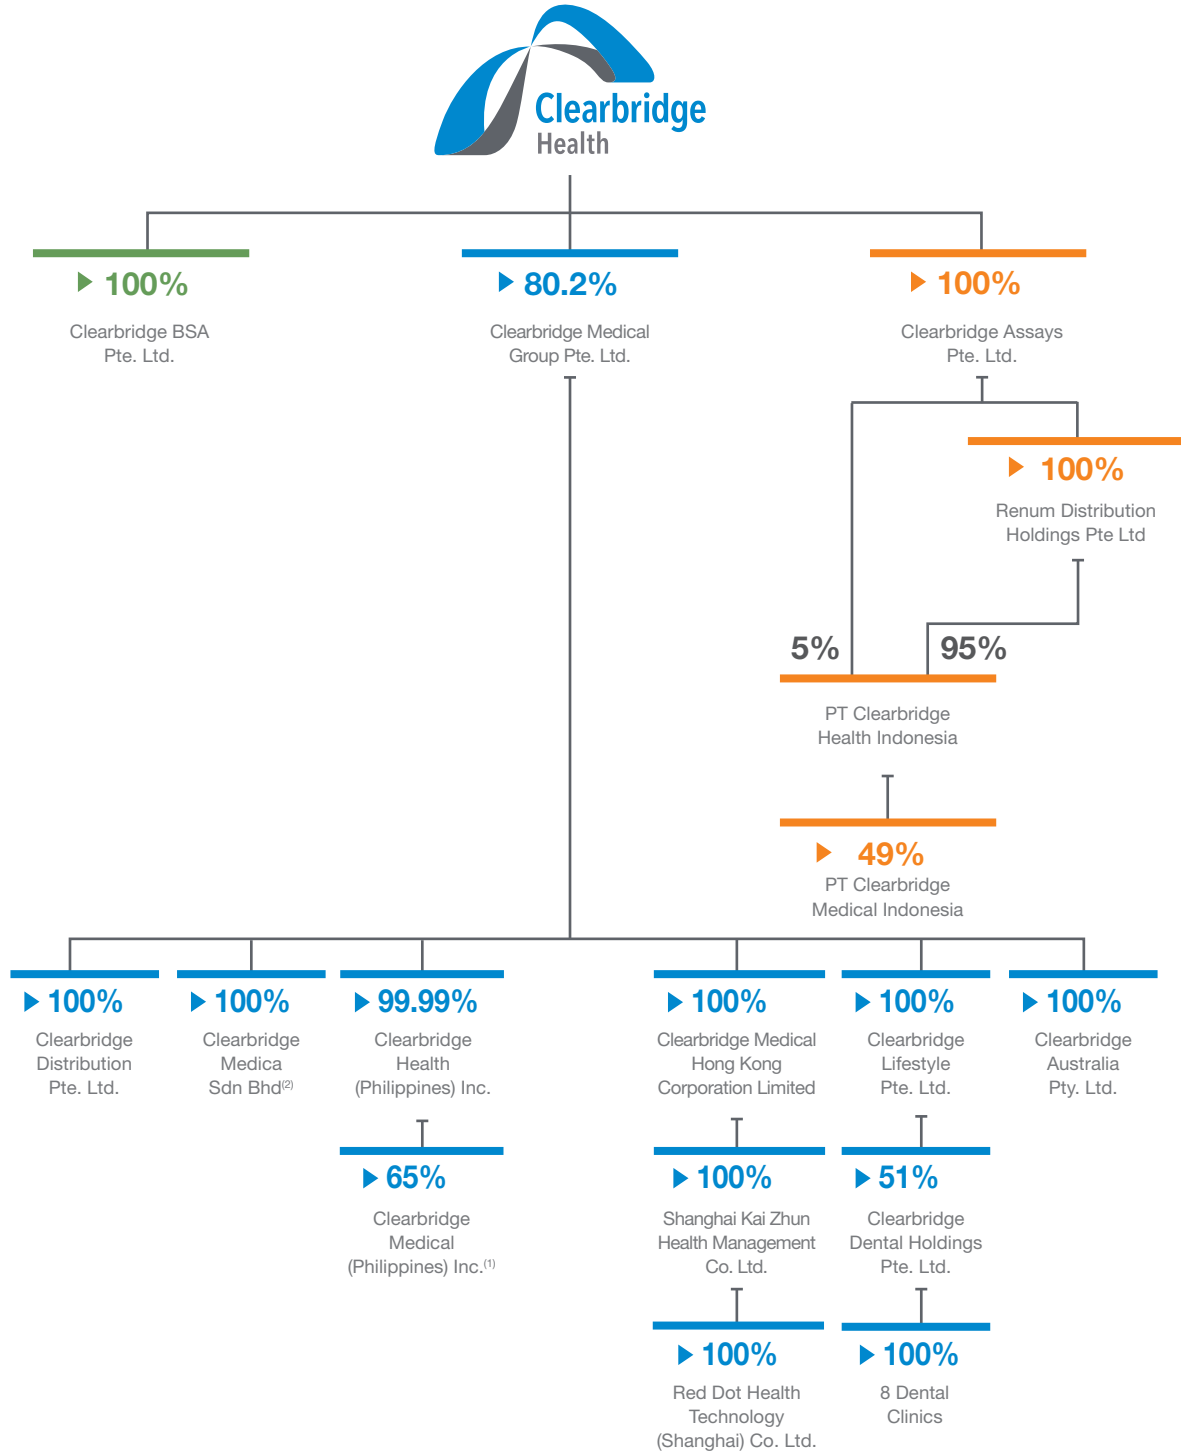 Clearbridge
Health
100%
Clearbridge BSA
Pte. Ltd.
80.2%
Clearbridge Medical
Group Pte. Ltd.
100%
Clearbridge Assays
Pte. Ltd.
100%
Renum Distribution
Holdings Pte Ltd
5%
95%
PT Clearbridge
Health Indonesia
49%
PT Clearbridge
Medical Indonesia
100%
Clearbridge
Distribution
Pte. Ltd.
100%
Clearbridge
Medica
Sdn Bhd(2)
99.99%
Clearbridge
Health
(Philippines) Inc.
100%
Clearbridge Medical
Hong Kong
Corporation Limited
100%
Clearbridge
Lifestyle
Pte. Ltd.
100%
Clearbridge
Australia
Pty. Ltd.
65%
Clearbridge
Medical
(Philippines) Inc.(1)
100%
Shanghai Kai Zhun
Health Management
Co. Ltd.
51%
Clearbridge
Dental Holdings
Pte. Ltd.
100%
Red Dot Health
Technology
(Shanghai) Co. Ltd.
100%
8 Dental
Clinics